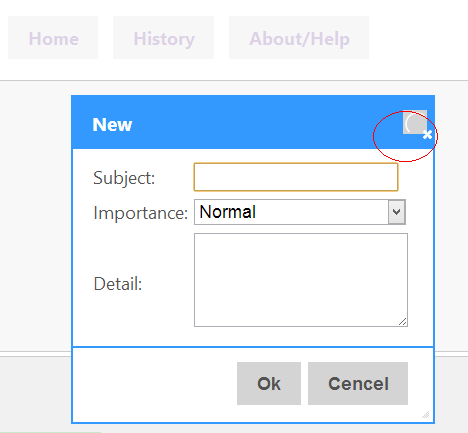 Home History About/Help
New
Subject:
Importance: Normal
Detail:
Ok Cencel